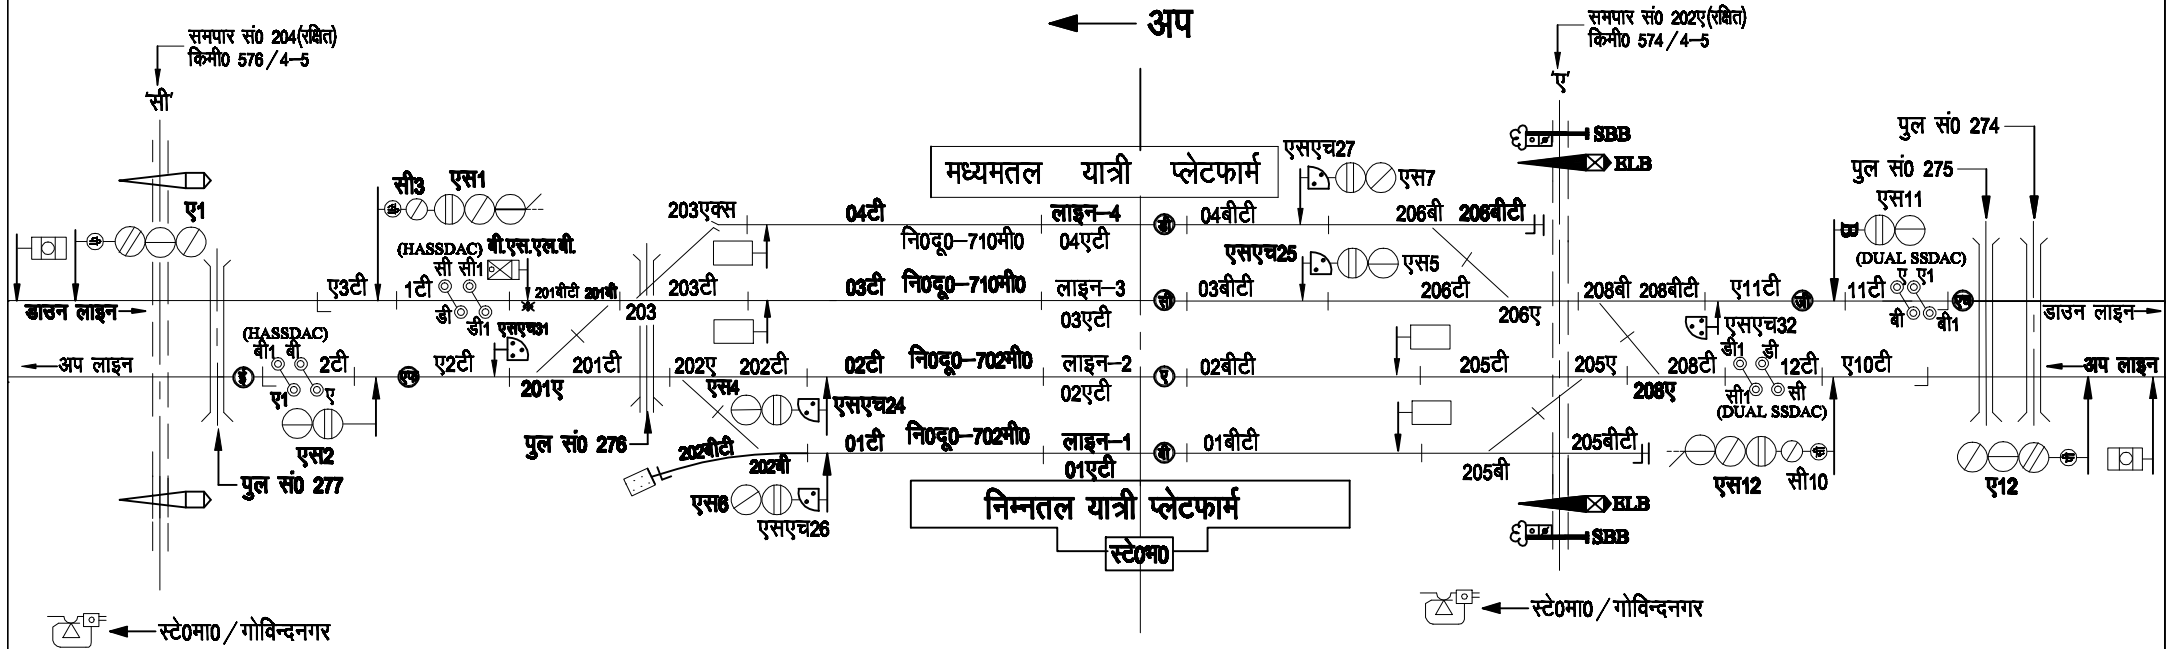 अप
समपार सं0 204(रक्षित)
किमी0 576/4-5
'सी'
समपार सं0 202ए(रक्षित)
किमी0 574/4-5
'ए'
SBB
ELB
पुल सं0 274
पुल सं0 275
मध्यमतल यात्री प्लेटफार्म
एसएच27
एस7
सी3
एस1
ए1
203एक्स
04टी
लाइन-4
डी
04बीटी
206बी
206बीटी
एस11
नि0दू0-710मी0
04एटी
(HASSDAC)
बी.एस.एल.बी.
सी सी1
एसएच25
एस5
(DUAL SSDAC)
ए ए1
ए3टी
1टी
201बीटी
201बी
203टी
03टी
नि0दू0-710मी0
लाइन-3
सी
03बीटी
206टी
208बी
208बीटी
ए11टी
जी
11टी
एच
डाउन लाइन
डी
डी1
एसएच31
203
03एटी
206ए
एसएच32
बी
बी1
डाउन लाइन
(HASSDAC)
बी1 बी
अप लाइन
ई
2टी
एफ
ए2टी
201टी
202ए
202टी
02टी
नि0दू0-702मी0
लाइन-2
ए
02बीटी
205टी
205ए
208टी
डी1
डी
12टी
ए10टी
अप लाइन
ए1
ए
201ए
एस4
एसएच24
02एटी
208ए
सी1
सी
(DUAL SSDAC)
एस2
पुल सं0 276
202बीटी
202बी
01टी
नि0दू0-702मी0
लाइन-1
बी
01बीटी
205बी
205बीटी
01एटी
पुल सं0 277
एस6
एसएच26
एस12
सी10
ए12
निम्नतल यात्री प्लेटफार्म
ELB
SBB
स्टे0मा0
स्टे0मा0/गोविन्दनगर
स्टे0मा0/गोविन्दनगर